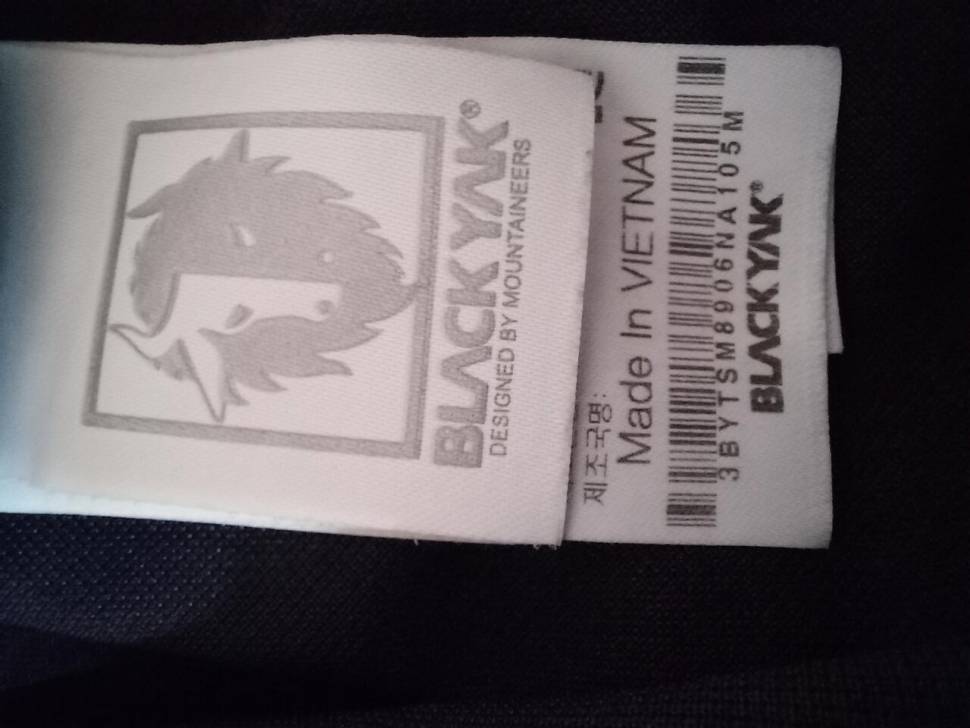 BLACKYAK®
DESIGNED BY MOUNTAINEERS
제조국명:
Made In VIETNAM
3BYTSM8906NA105M
BLACKYAK®